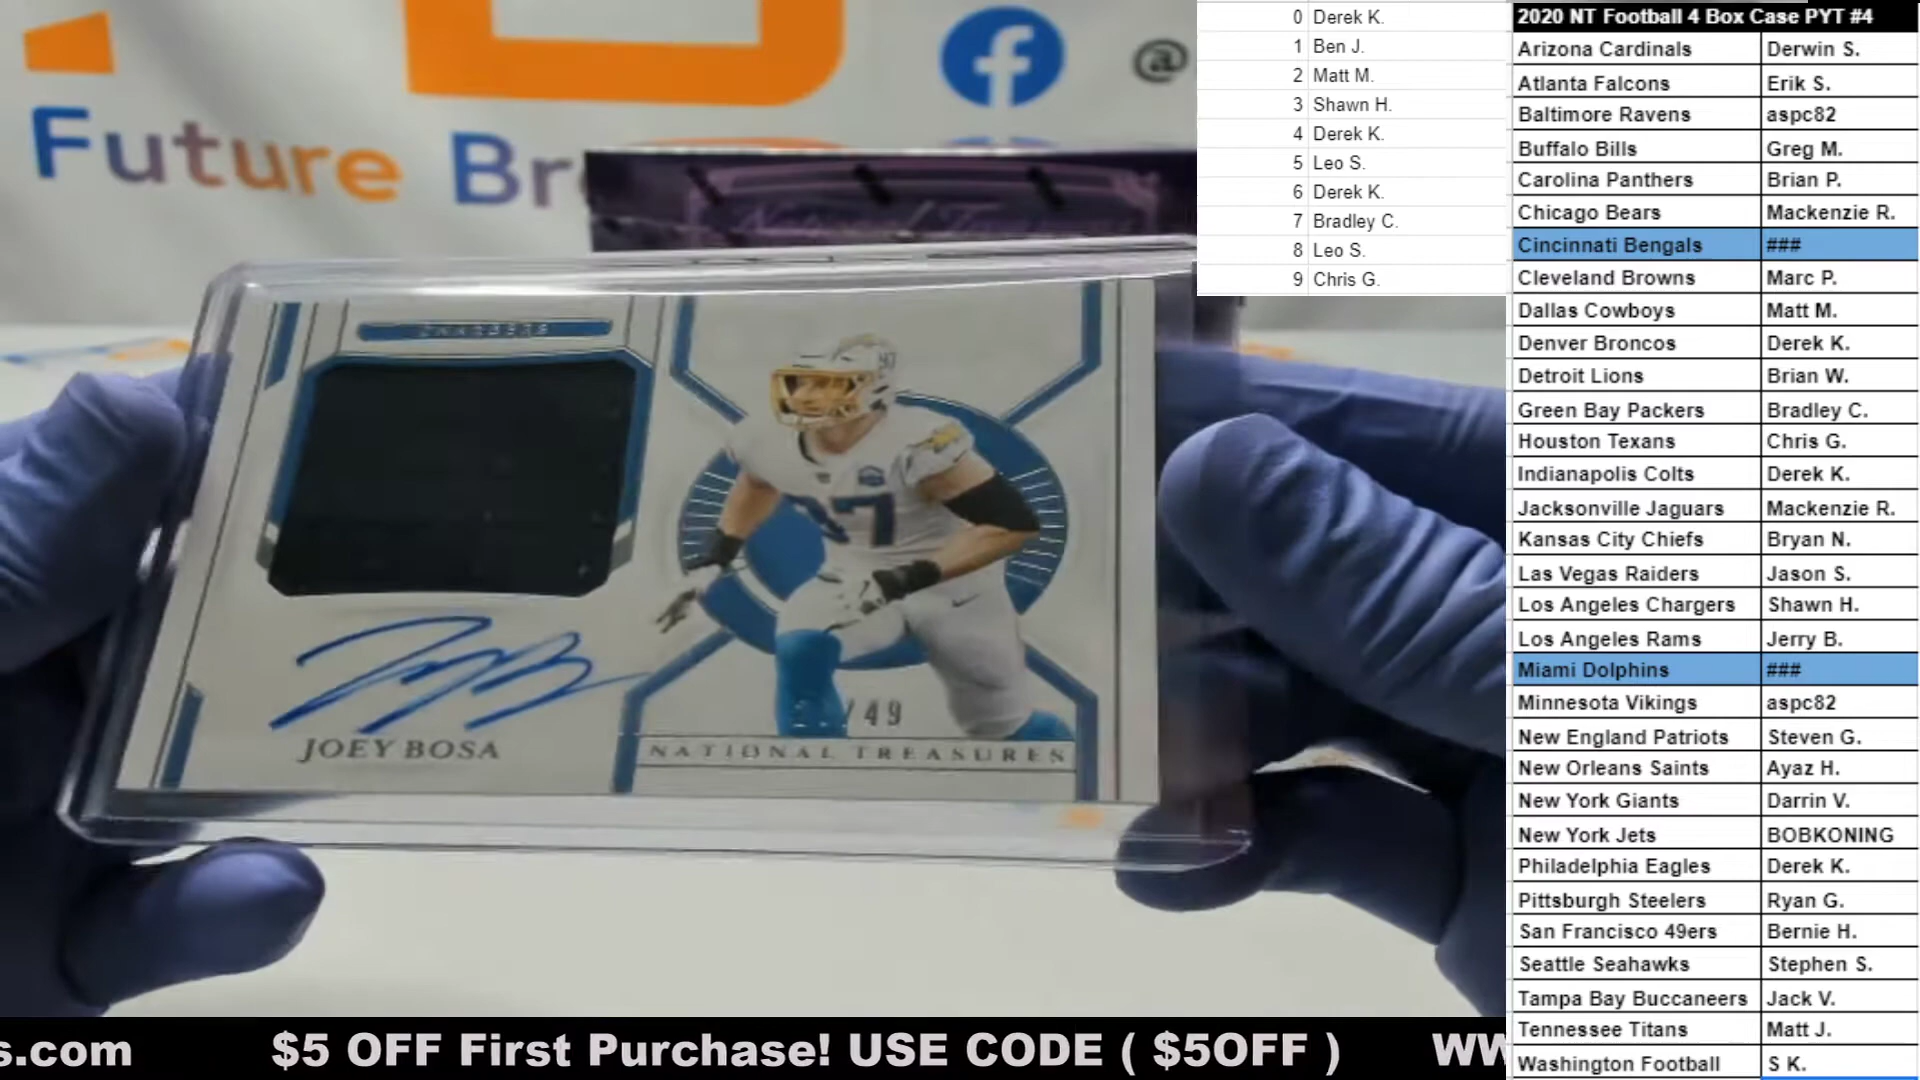 Future Br
@
CHARGERS
97
/49
JOEY BOSA
NATIONAL TREASURES
0 Derek K.
1 Ben J.
2 Matt M.
3 Shawn H.
4 Derek K.
5 Leo S.
6 Derek K.
7 Bradley C.
8 Leo S.
9 Chris G.
2020 NT Football 4 Box Case PYT #4
Arizona Cardinals Derwin S.
Atlanta Falcons Erik S.
Baltimore Ravens aspc82
Buffalo Bills Greg M.
Carolina Panthers Brian P.
Chicago Bears Mackenzie R.
Cincinnati Bengals ###
Cleveland Browns Marc P.
Dallas Cowboys Matt M.
Denver Broncos Derek K.
Detroit Lions Brian W.
Green Bay Packers Bradley C.
Houston Texans Chris G.
Indianapolis Colts Derek K.
Jacksonville Jaguars Mackenzie R.
Kansas City Chiefs Bryan N.
Las Vegas Raiders Jason S.
Los Angeles Chargers Shawn H.
Los Angeles Rams Jerry B.
Miami Dolphins ###
Minnesota Vikings aspc82
New England Patriots Steven G.
New Orleans Saints Ayaz H.
New York Giants Darrin V.
New York Jets BOBKONING
Philadelphia Eagles Derek K.
Pittsburgh Steelers Ryan G.
San Francisco 49ers Bernie H.
Seattle Seahawks Stephen S.
Tampa Bay Buccaneers Jack V.
Tennessee Titans Matt J.
Washington Football S K.
s.com $5 OFF First Purchase! USE CODE ( $5OFF ) WW